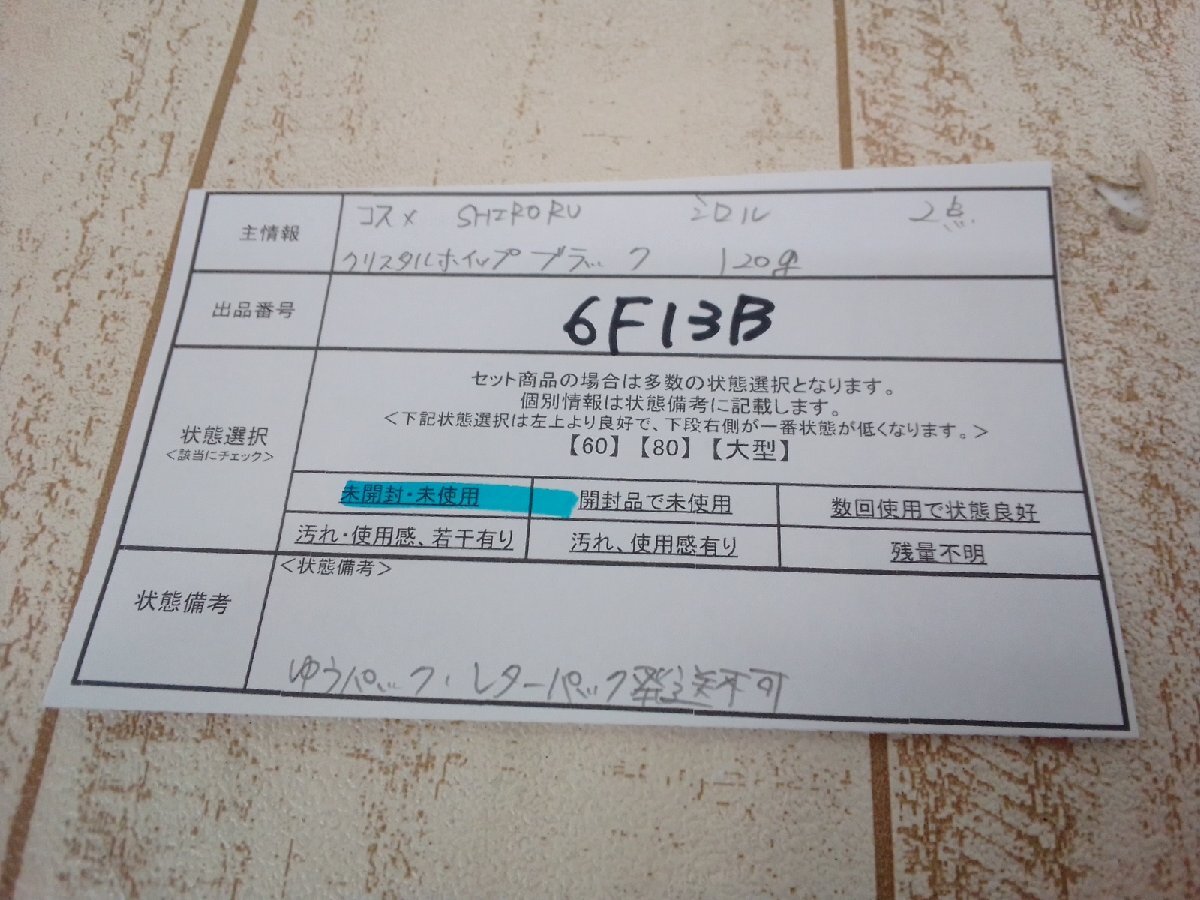 主情報
コスメ SHIRORU シロル 2点
クリスタルホイップブラック 120g
出品番号
6F13B
状態選択
<該当にチェック>
セット商品の場合は多数の状態選択となります。
個別情報は状態備考に記載します。
<下記状態選択は左上より良好で、下段右側が一番状態が低くなります。>
【60】【80】【大型】
未開封・未使用 開封品で未使用 数回使用で状態良好
汚れ・使用感、若干有り 汚れ、使用感有り 残量不明
状態備考
<状態備考>
ゆうパック・レターパック発送不可